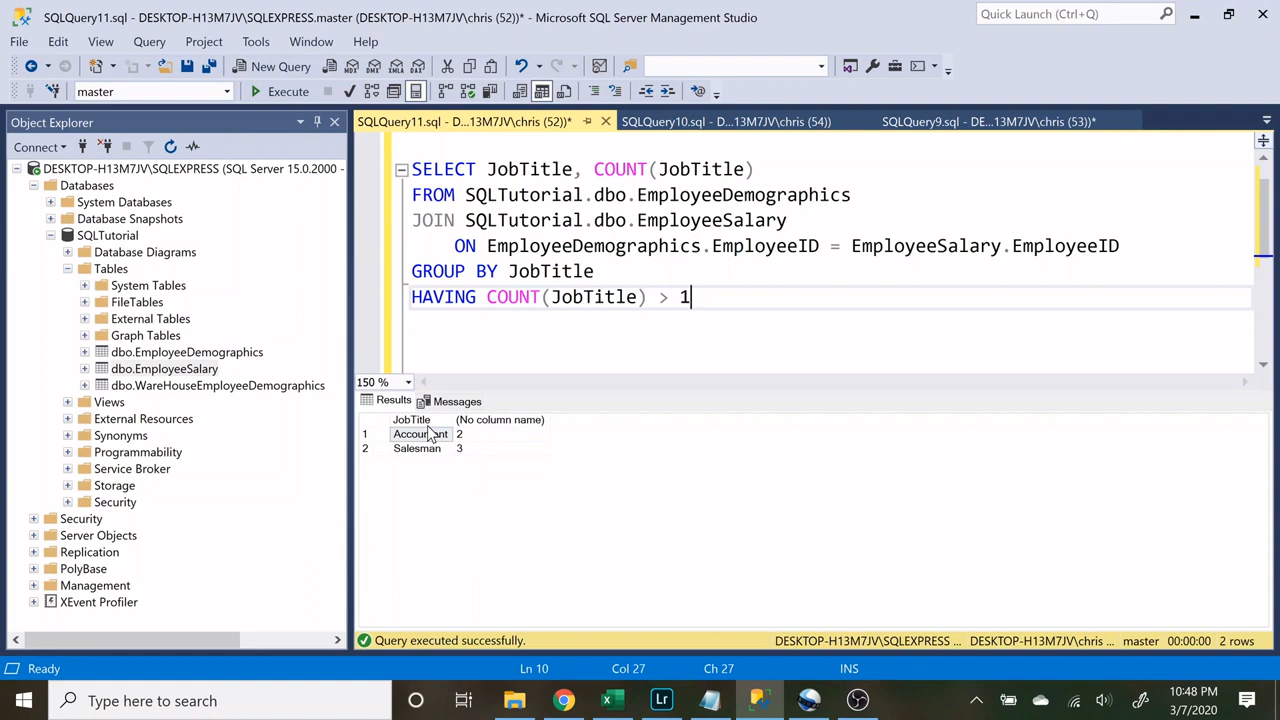 SQLQuery11.sql - DESKTOP-H13M7JV\SQLEXPRESS.master (DESKTOP-H13M7JV\chris (52))* - Microsoft SQL Server Management Studio
Quick Launch (Ctrl+Q)
File Edit View Query Project Tools Window Help
New Query MDX DMX XMLA DAX
master Execute
Object Explorer
SQLQuery11.sql - D...13M7JV\chris (52))* SQLQuery10.sql - D...13M7JV\chris (54)) SQLQuery9.sql - DE...13M7JV\chris (53))*
Connect
DESKTOP-H13M7JV\SQLEXPRESS (SQL Server 15.0.2000 -
Databases
System Databases
Database Snapshots
SQLTutorial
Database Diagrams
Tables
System Tables
FileTables
External Tables
Graph Tables
dbo.EmployeeDemographics
dbo.EmployeeSalary
dbo.WareHouseEmployeeDemographics
Views
External Resources
Synonyms
Programmability
Service Broker
Storage
Security
Security
Server Objects
Replication
PolyBase
Management
XEvent Profiler
SELECT JobTitle, COUNT(JobTitle)
FROM SQLTutorial.dbo.EmployeeDemographics
JOIN SQLTutorial.dbo.EmployeeSalary
ON EmployeeDemographics.EmployeeID = EmployeeSalary.EmployeeID
GROUP BY JobTitle
HAVING COUNT(JobTitle) > 1
150 %
Results Messages
JobTitle (No column name)
1 Accountant 2
2 Salesman 3
Query executed successfully. DESKTOP-H13M7JV\SQLEXPRESS ... DESKTOP-H13M7JV\chris ... master 00:00:00 2 rows
Ready Ln 10 Col 27 Ch 27 INS
Type here to search Lr
10:48 PM
3/7/2020